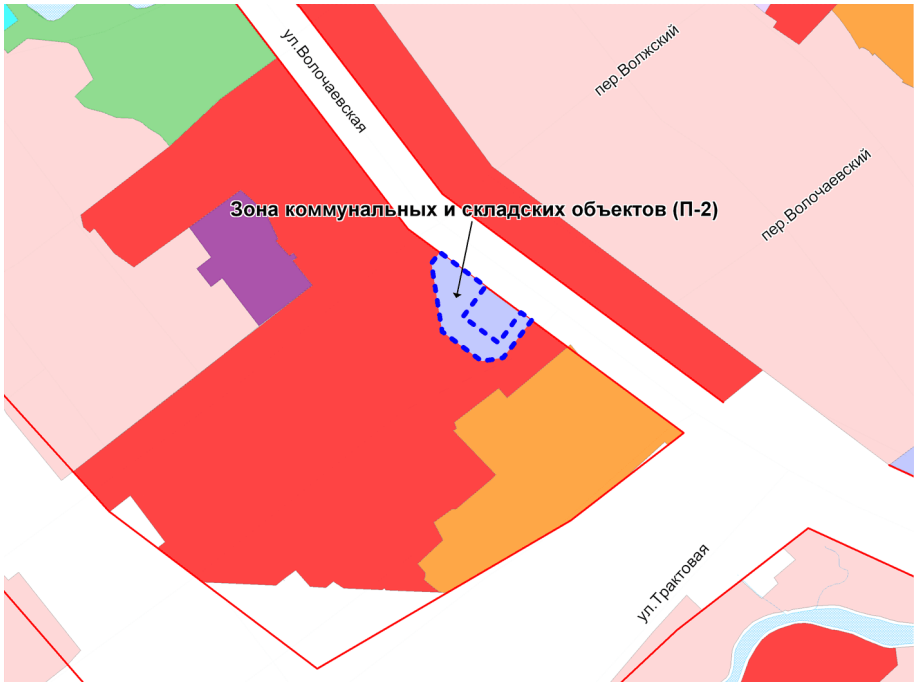 ул.Волочаевская
пер.Волжский
пер.Волочаевский
Зона коммунальных и складских объектов (П-2)
ул.Трактовая